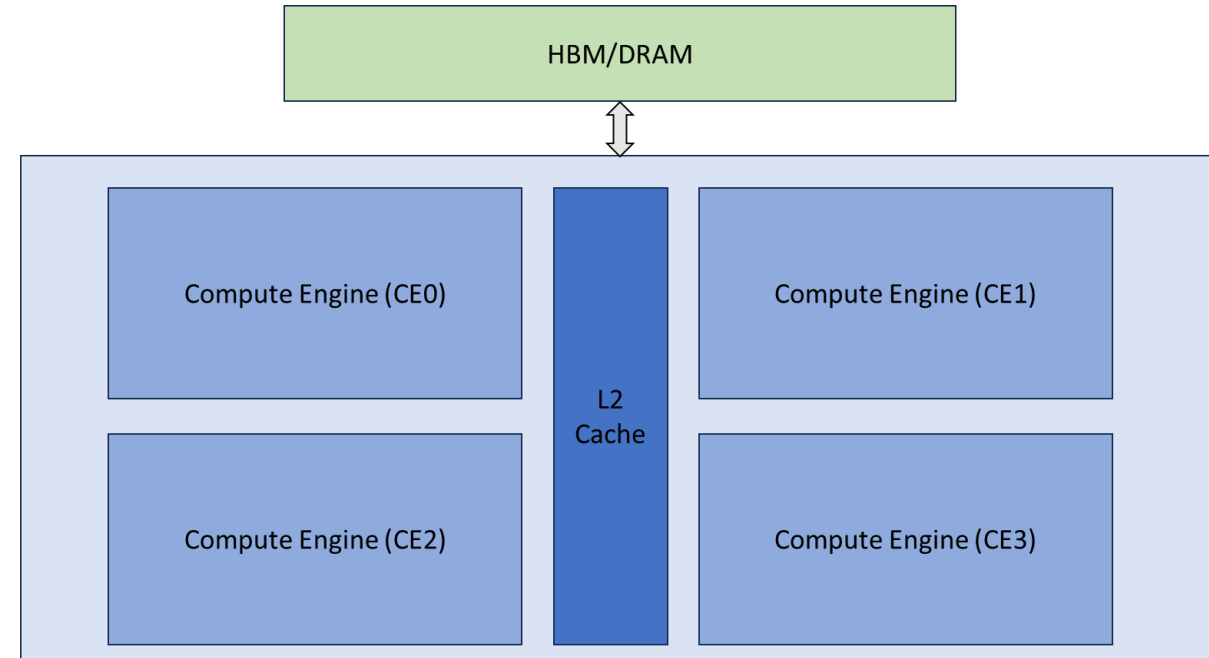 HBM/DRAM
Compute Engine (CE0)
Compute Engine (CE1)
L2
Cache
Compute Engine (CE2)
Compute Engine (CE3)